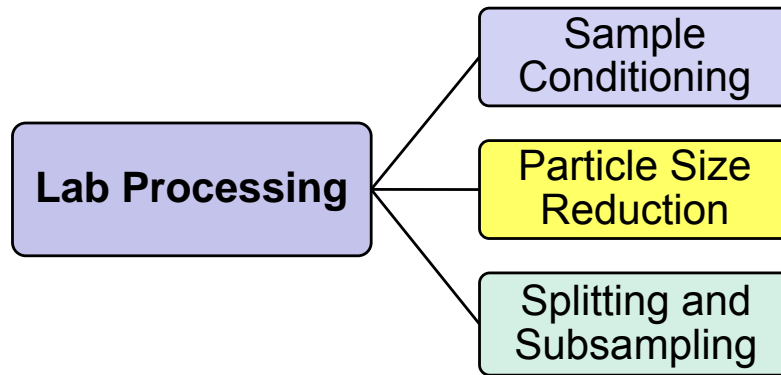 Sample
Conditioning
Lab Processing
Particle Size
Reduction
Splitting and
Subsampling